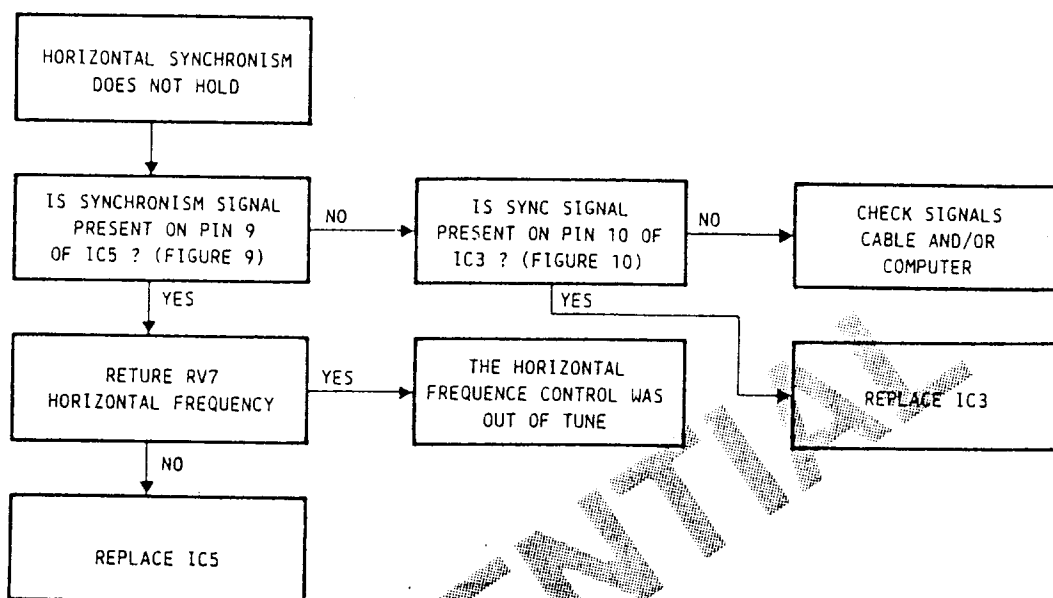 HORIZONTAL SYNCHRONISM
DOES NOT HOLD
IS SYNCHRONISM SIGNAL
PRESENT ON PIN 9
OF IC5 ? (FIGURE 9)
NO
IS SYNC SIGNAL
PRESENT ON PIN 10 OF
IC3 ? (FIGURE 10)
NO
CHECK SIGNALS
CABLE AND/OR
COMPUTER
YES
YES
RETURE RV7
HORIZONTAL FREQUENCY
YES
THE HORIZONTAL
FREQUENCE CONTROL WAS
OUT OF TUNE
REPLACE IC3
NO
REPLACE IC5
ENTIAL